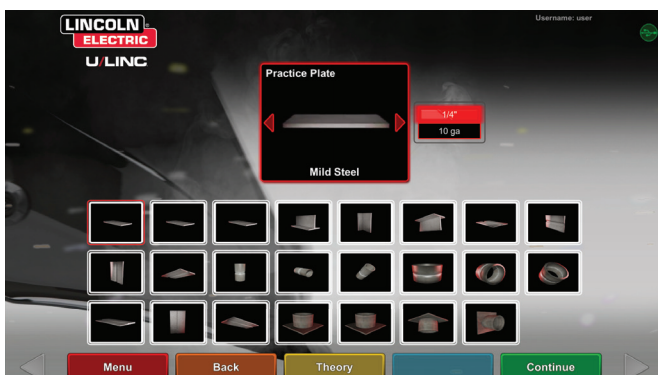 Username: user
LINCOLN
ELECTRIC
U/LINC
Practice Plate
1/4"
10 ga
Mild Steel
Menu
Back
Theory
Continue